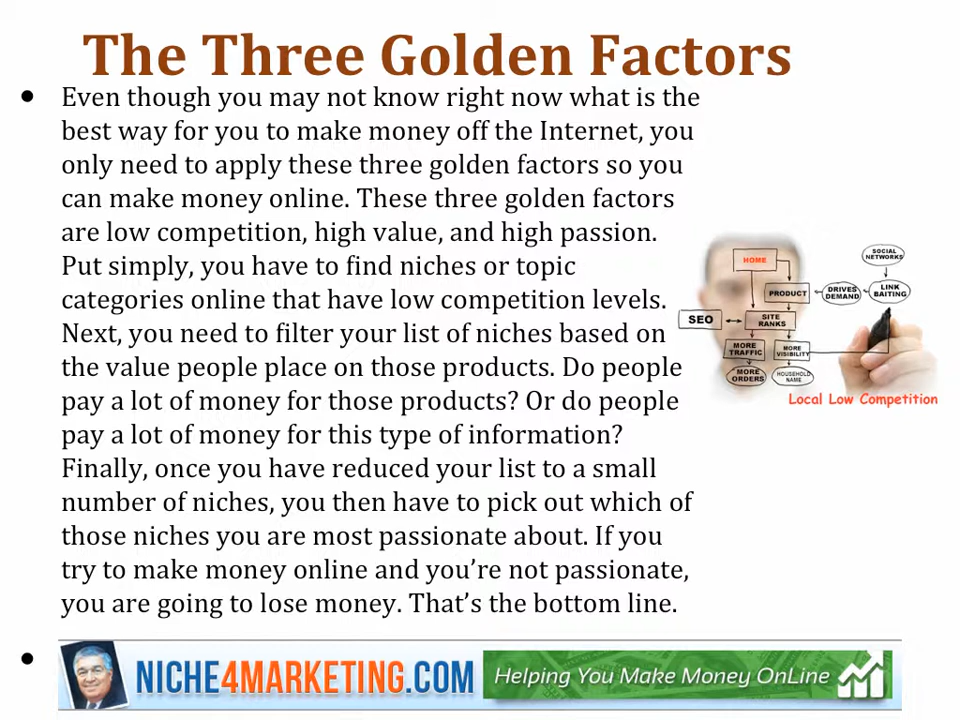 The Three Golden Factors
• Even though you may not know right now what is the
best way for you to make money off the Internet, you
only need to apply these three golden factors so you
can make money online. These three golden factors
are low competition, high value, and high passion.
Put simply, you have to find niches or topic
categories online that have low competition levels.
Next, you need to filter your list of niches based on
the value people place on those products. Do people
pay a lot of money for those products? Or do people
pay a lot of money for this type of information?
Finally, once you have reduced your list to a small
number of niches, you then have to pick out which of
those niches you are most passionate about. If you
try to make money online and you’re not passionate,
you are going to lose money. That’s the bottom line.
SOCIAL
NETWORKS
HOME
PRODUCT
DRIVES
DEMAND
LINK
BAITING
SEO
SITE
RANKS
MORE
TRAFFIC
MORE
VISIBILITY
MORE
ORDERS
HOUSEHOLD
NAME
Local Low Competition
•
NICHE4MARKETING.COM
Helping You Make Money OnLine